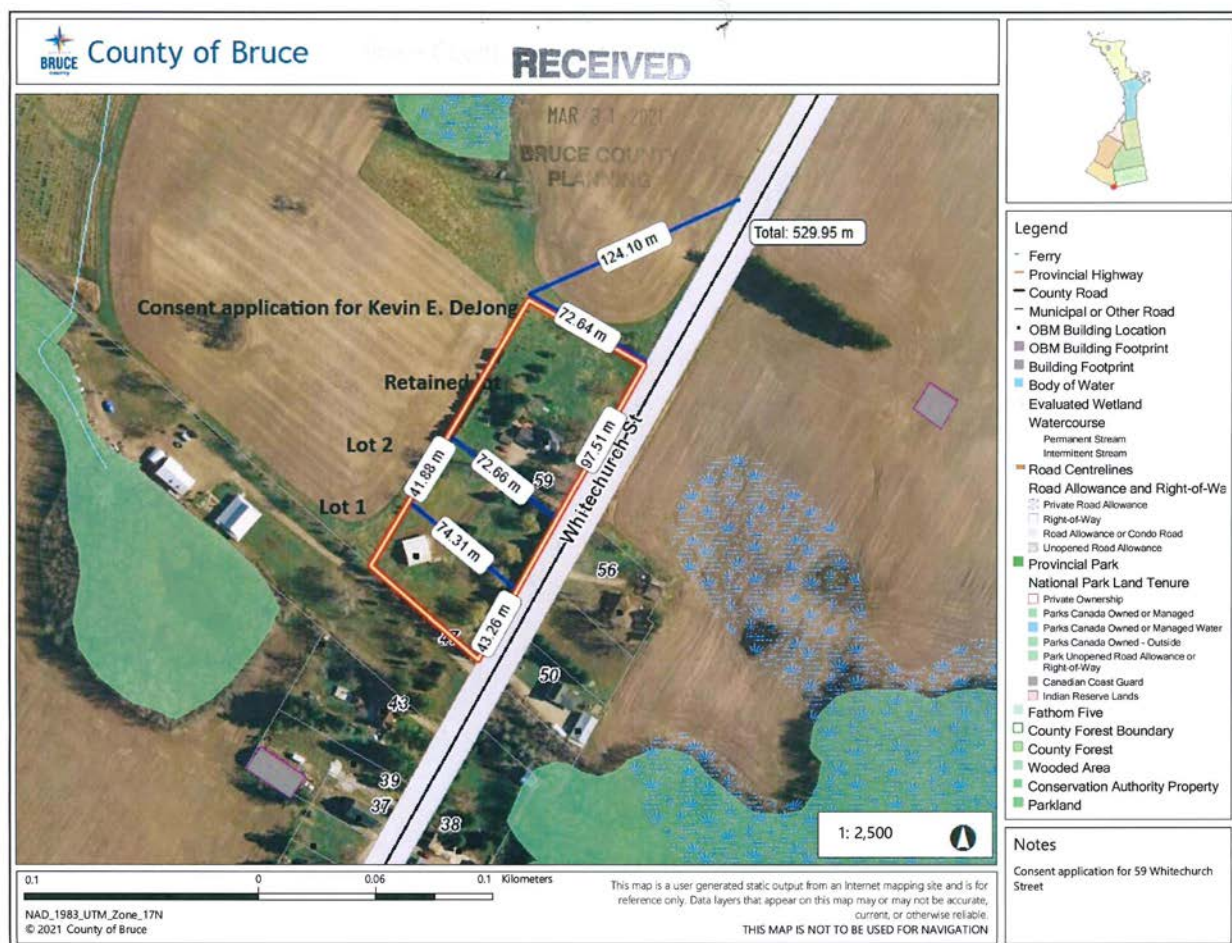 BRUCE
county
County of Bruce
RECEIVED
MAR 31 2021
BRUCE COUNTY
PLANNING
124.10 m
Total: 529.95 m
Consent application for Kevin E. DeJong
72.64 m
Retained lot
Lot 2
97.51 m
Whitechurch-St
41.88 m
72.66 m
59
Lot 1
74.31 m
56
43.26 m
47
50
43
39
37
38
1: 2,500
Legend
Ferry
Provincial Highway
County Road
Municipal or Other Road
OBM Building Location
OBM Building Footprint
Building Footprint
Body of Water
Evaluated Wetland
Watercourse
Permanent Stream
Intermittent Stream
Road Centrelines
Road Allowance and Right-of-Wa
Private Road Allowance
Right-of-Way
Road Allowance or Condo Road
Unopened Road Allowance
Provincial Park
National Park Land Tenure
Private Ownership
Parks Canada Owned or Managed
Parks Canada Owned or Managed Water
Parks Canada Owned - Outside
Park Unopened Road Allowance or
Right-of-Way
Canadian Coast Guard
Indian Reserve Lands
Fathom Five
County Forest Boundary
County Forest
Wooded Area
Conservation Authority Property
Parkland
Notes
Consent application for 59 Whitechurch
Street
0.1 0 0.06 0.1 Kilometers
NAD_1983_UTM_Zone_17N
© 2021 County of Bruce
This map is a user generated static output from an Internet mapping site and is for
reference only. Data layers that appear on this map may or may not be accurate,
current, or otherwise reliable.
THIS MAP IS NOT TO BE USED FOR NAVIGATION